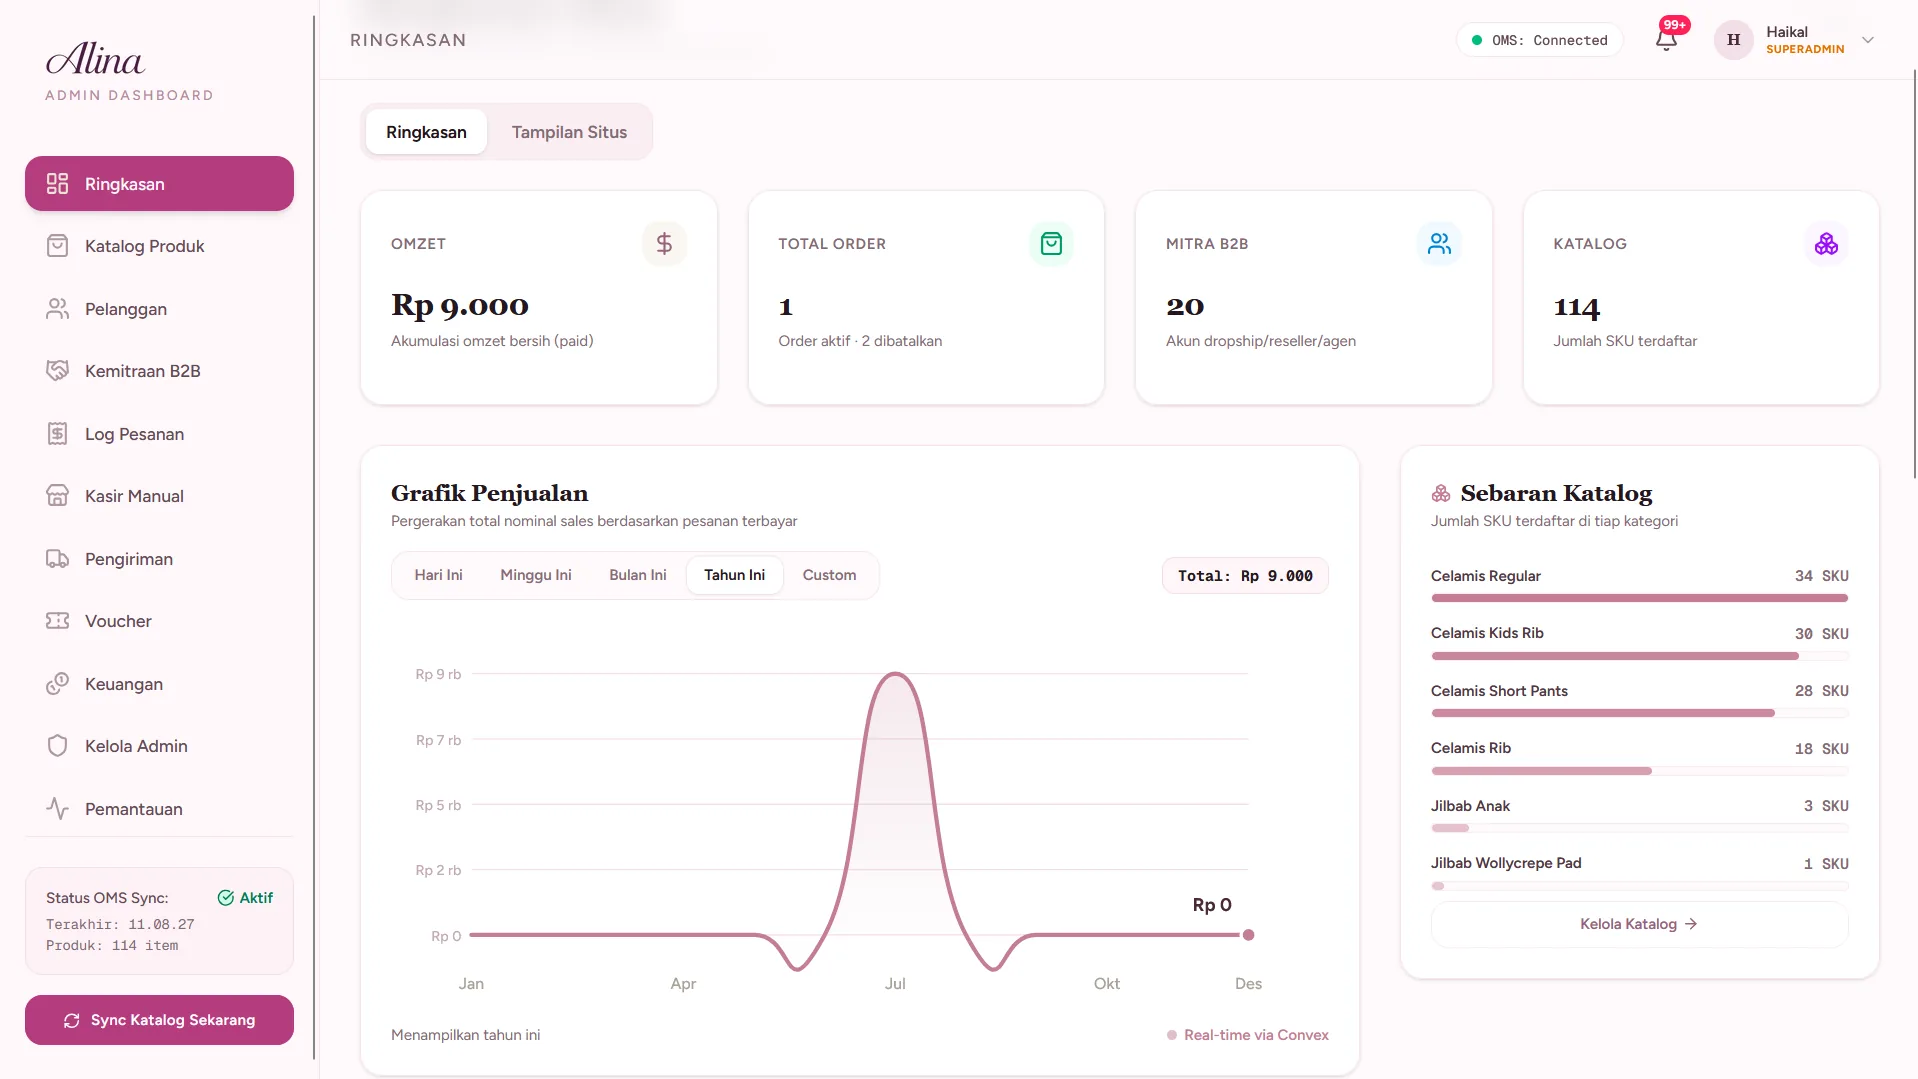 Alina
ADMIN DASHBOARD
Ringkasan
Katalog Produk
Pelanggan
Kemitraan B2B
Log Pesanan
Kasir Manual
Pengiriman
Voucher
Keuangan
Kelola Admin
Pemantauan
Status OMS Sync: Aktif
Terakhir: 11.08.27
Produk: 114 item
Sync Katalog Sekarang
RINGKASAN
OMS: Connected
99+
H
Haikal
SUPERADMIN
Ringkasan
Tampilan Situs
OMZET
Rp 9.000
Akumulasi omzet bersih (paid)
TOTAL ORDER
1
Order aktif · 2 dibatalkan
MITRA B2B
20
Akun dropship/reseller/agen
KATALOG
114
Jumlah SKU terdaftar
Grafik Penjualan
Pergerakan total nominal sales berdasarkan pesanan terbayar
Hari Ini
Minggu Ini
Bulan Ini
Tahun Ini
Custom
Total: Rp 9.000
Rp 9 rb
Rp 7 rb
Rp 5 rb
Rp 2 rb
Rp 0
Rp 0
Jan
Apr
Jul
Okt
Des
Menampilkan tahun ini
Real-time via Convex
Sebaran Katalog
Jumlah SKU terdaftar di tiap kategori
Celamis Regular 34 SKU
Celamis Kids Rib 30 SKU
Celamis Short Pants 28 SKU
Celamis Rib 18 SKU
Jilbab Anak 3 SKU
Jilbab Wollycrepe Pad 1 SKU
Kelola Katalog →